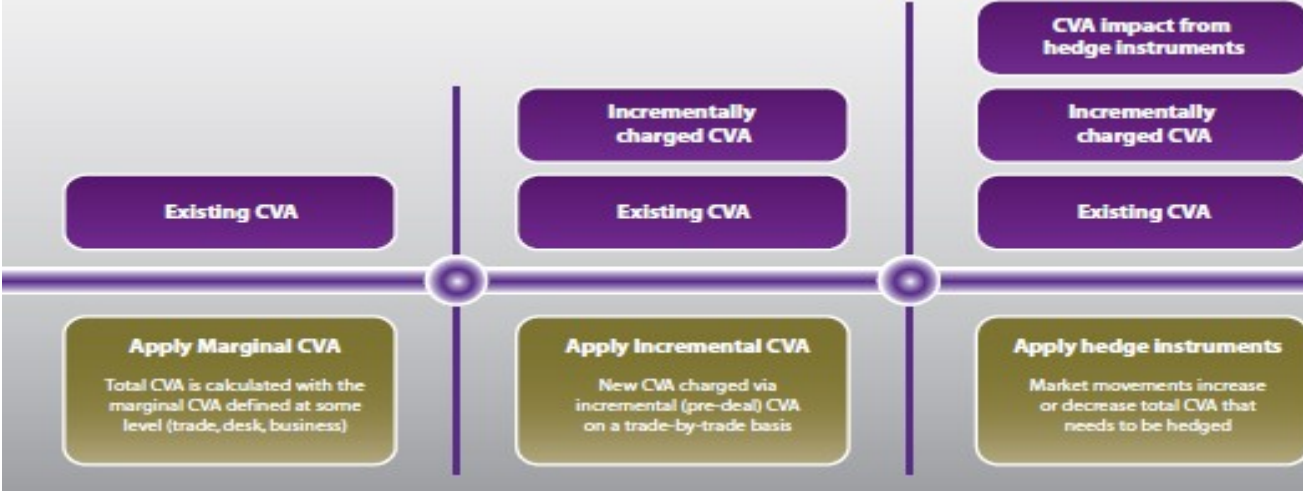 CVA impact from
hedge instruments
Incrementally
charged CVA
Incrementally
charged CVA
Existing CVA
Existing CVA
Existing CVA
Apply Marginal CVA
Total CVA is calculated with the
marginal CVA defined at some
level (trade, desk, business)
Apply Incremental CVA
New CVA charged via
incremental (pre-deal) CVA
on a trade-by-trade basis
Apply hedge instruments
Market movements increase
or decrease total CVA that
needs to be hedged